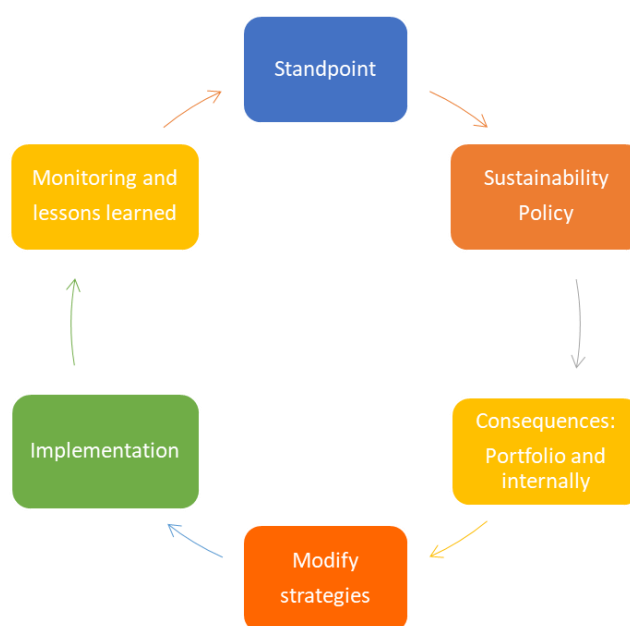 Standpoint
Sustainability
Policy
Consequences:
Portfolio and
internally
Modify
strategies
Implementation
Monitoring and
lessons learned